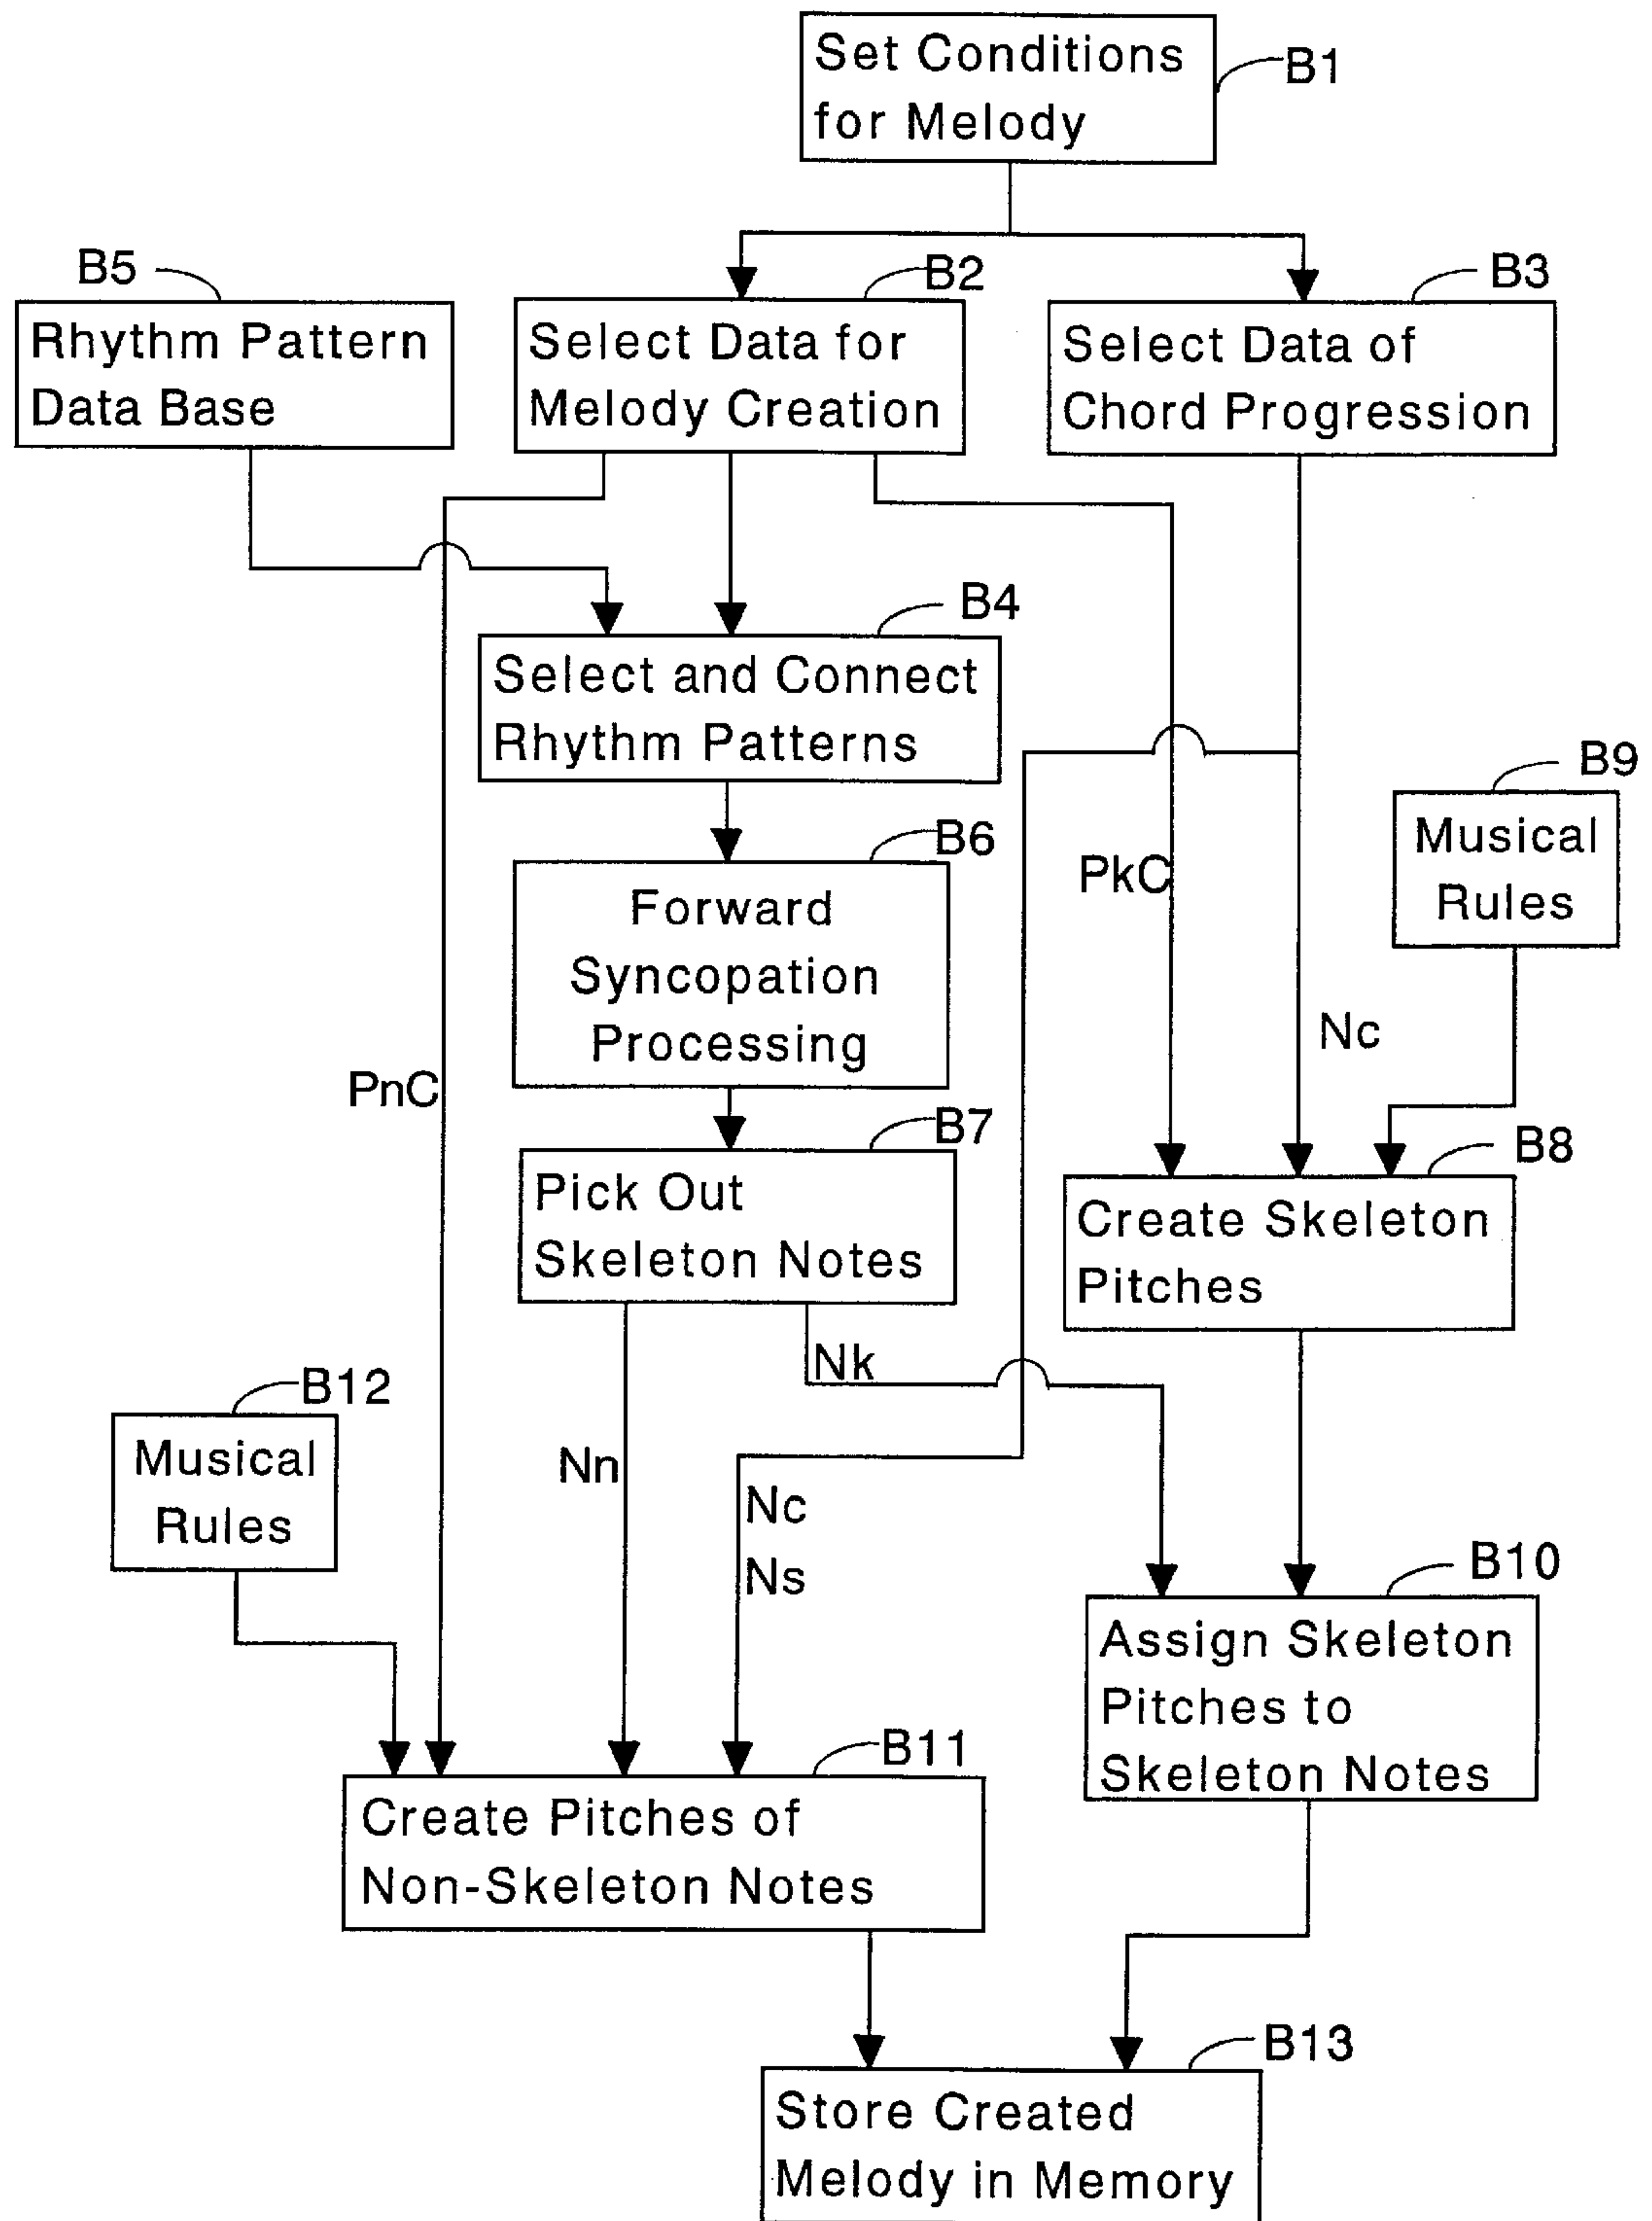 Set Conditions
for Melody
B1
B5
B2
B3
Rhythm Pattern
Data Base
Select Data for
Melody Creation
Select Data of
Chord Progression
B4
Select and Connect
Rhythm Patterns
B9
Musical
Rules
B6
Forward
Syncopation
Processing
PkC
Nc
PnC
B7
Pick Out
Skeleton Notes
B8
Create Skeleton
Pitches
Nk
B12
Musical
Rules
Nn
Nc
Ns
B10
Assign Skeleton
Pitches to
Skeleton Notes
B11
Create Pitches of
Non-Skeleton Notes
B13
Store Created
Melody in Memory